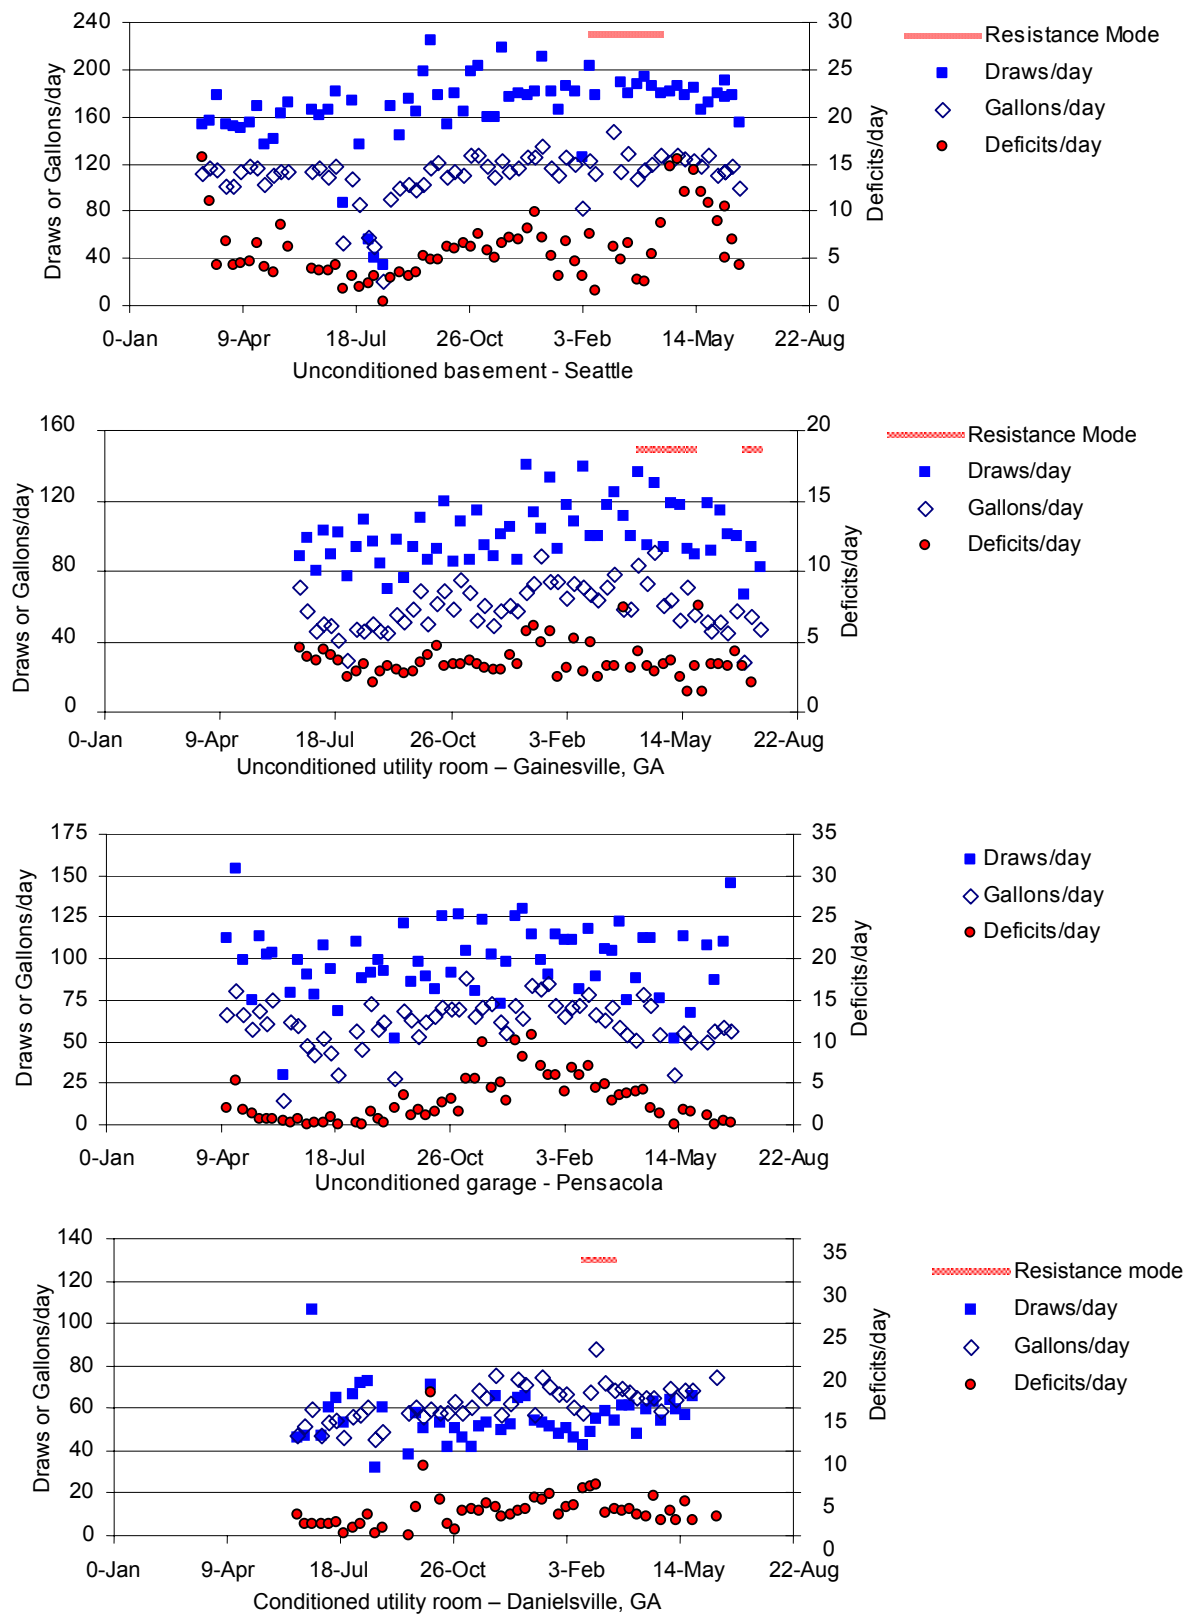 240
200
160
120
80
40
0
Draws or Gallons/day
30
25
20
15
10
5
0
Deficits/day
0-Jan 9-Apr 18-Jul 26-Oct 3-Feb 14-May 22-Aug
Unconditioned basement - Seattle
Resistance Mode
Draws/day
Gallons/day
Deficits/day
160
120
80
40
0
Draws or Gallons/day
20
15
10
5
0
Deficits/day
0-Jan 9-Apr 18-Jul 26-Oct 3-Feb 14-May 22-Aug
Unconditioned utility room – Gainesville, GA
Resistance Mode
Draws/day
Gallons/day
Deficits/day
175
150
125
100
75
50
25
0
Draws or Gallons/day
35
30
25
20
15
10
5
0
Deficits/day
0-Jan 9-Apr 18-Jul 26-Oct 3-Feb 14-May 22-Aug
Unconditioned garage - Pensacola
Draws/day
Gallons/day
Deficits/day
140
120
100
80
60
40
20
0
Draws or Gallons/day
35
30
25
20
15
10
5
0
Deficits/day
0-Jan 9-Apr 18-Jul 26-Oct 3-Feb 14-May 22-Aug
Conditioned utility room – Danielsville, GA
Resistance mode
Draws/day
Gallons/day
Deficits/day